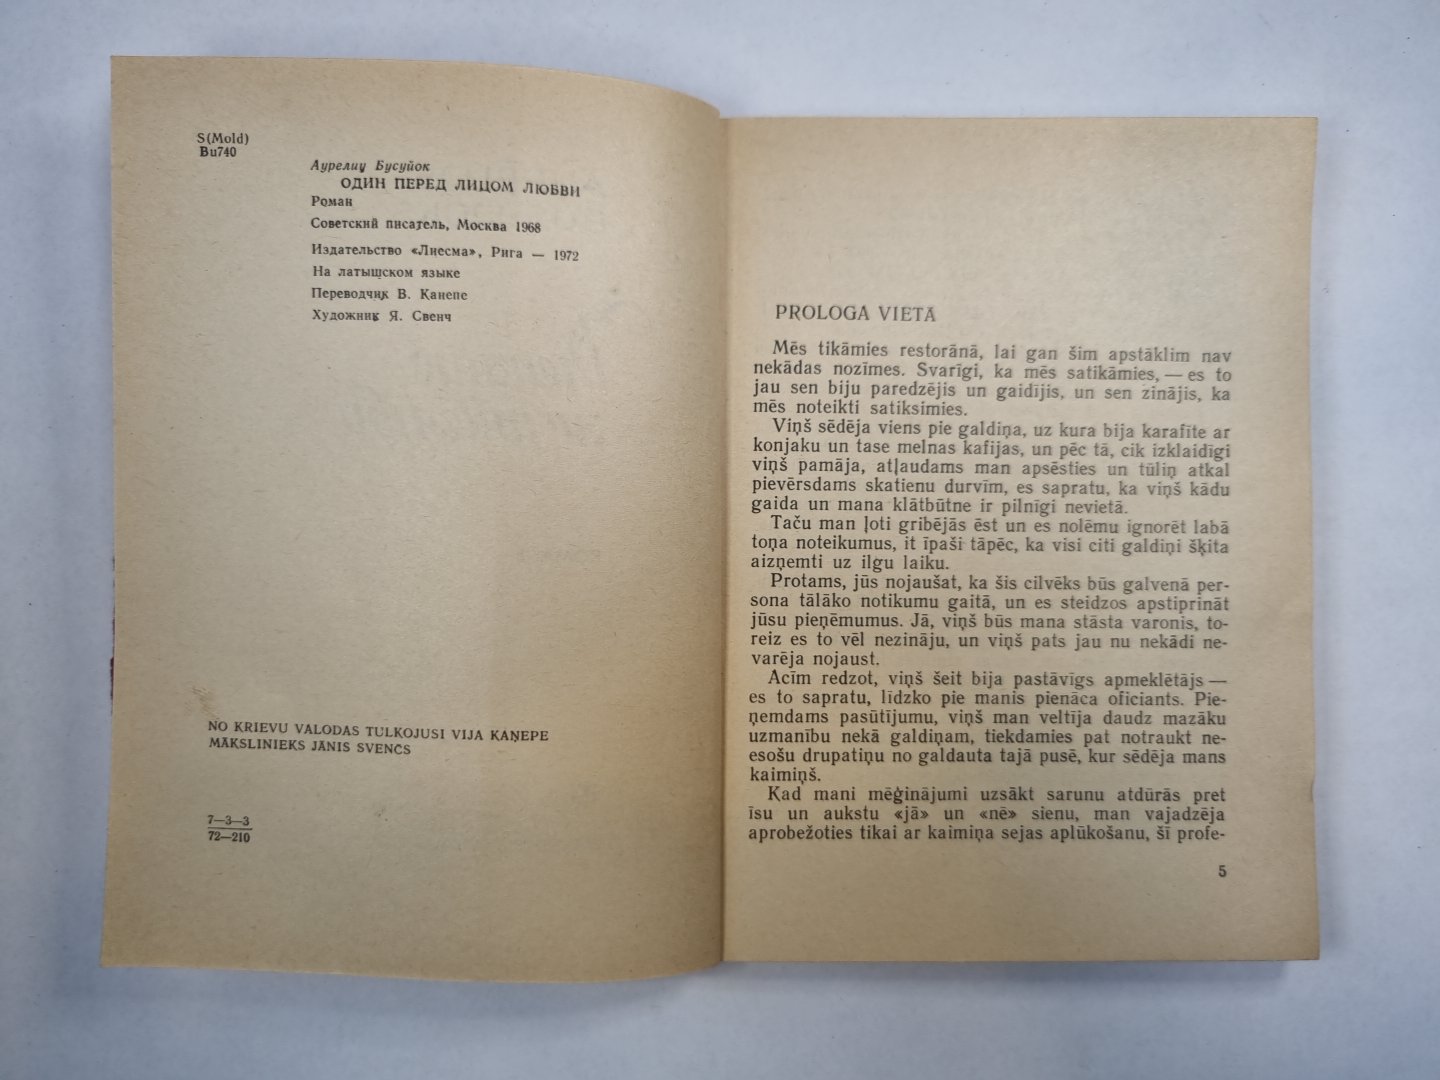 S(Mold)
Bu740
Аурелиу Бусуйок
ОДИН ПЕРЕД ЛИЦОМ ЛЮБВИ
Роман
Советский писатель, Москва 1968
Издательство «Лиесма», Рига — 1972
На латышском языке
Переводчик В. Канепе
Художник Я. Свенч
NO KRIEVU VALODAS TULKOJUSI VIJA KAŅEPE
MĀKSLINIEKS JĀNIS SVENČS
7—3—3
72—210
PROLOGA VIETĀ
Mēs tikāmies restorānā, lai gan šim apstāklim nav
nekādas nozīmes. Svarīgi, ka mēs satikāmies, — es to
jau sen biju paredzējis un gaidījis, un sen zinājis, ka
mēs noteikti satiksimies.
Viņš sēdēja viens pie galdiņa, uz kura bija karafīte ar
konjaku un tase melnas kafijas, un pēc tā, cik izklaidīgi
viņš pamāja, atļaudams man apsēsties un tūliņ atkal
pievērsdams skatienu durvīm, es sapratu, ka viņš kādu
gaida un mana klātbūtne ir pilnīgi nevietā.
Taču man ļoti gribējās ēst un es nolēmu ignorēt labā
toņa noteikumus, it īpaši tāpēc, ka visi citi galdiņi šķita
aizņemti uz ilgu laiku.
Protams, jūs nojaušat, ka šis cilvēks būs galvenā per-
sona tālāko notikumu gaitā, un es steidzos apstiprināt
jūsu pieņēmumus. Jā, viņš būs mana stāsta varonis, to-
reiz es to vēl nezināju, un viņš pats jau nu nekādi ne-
varēja nojaust.
Acīm redzot, viņš šeit bija pastāvīgs apmeklētājs —
es to sapratu, līdzko pie manis pienāca oficiants. Pie-
ņemdams pasūtījumu, viņš man veltīja daudz mazāku
uzmanību nekā galdiņam, tiekdamies pat notraukt ne-
esošu drupatiņu no galdauta tajā pusē, kur sēdēja mans
kaimiņš.
Kad mani mēģinājumi uzsākt sarunu atdūrās pret
īsu un aukstu «jā» un «nē» sienu, man vajadzēja
aprobežoties tikai ar kaimiņa sejas aplūkošanu, šī profe-
5